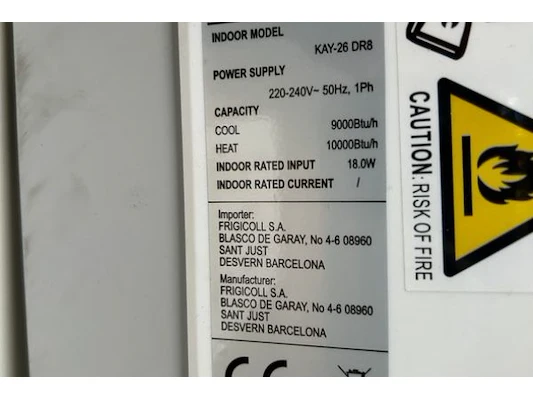 INDOOR MODEL
KAY-26 DR8
POWER SUPPLY
220-240V~ 50Hz, 1Ph
CAPACITY
COOL 9000Btu/h
HEAT 10000Btu/h
INDOOR RATED INPUT 18.0W
INDOOR RATED CURRENT /
Importer:
FRIGICOLL S.A.
BLASCO DE GARAY, No 4-6 08960
SANT JUST
DESVERN BARCELONA
Manufacturer:
FRIGICOLL S.A.
BLASCO DE GARAY, No 4-6 08960
SANT JUST
DESVERN BARCELONA
CE
CAUTION: RISK OF FIRE